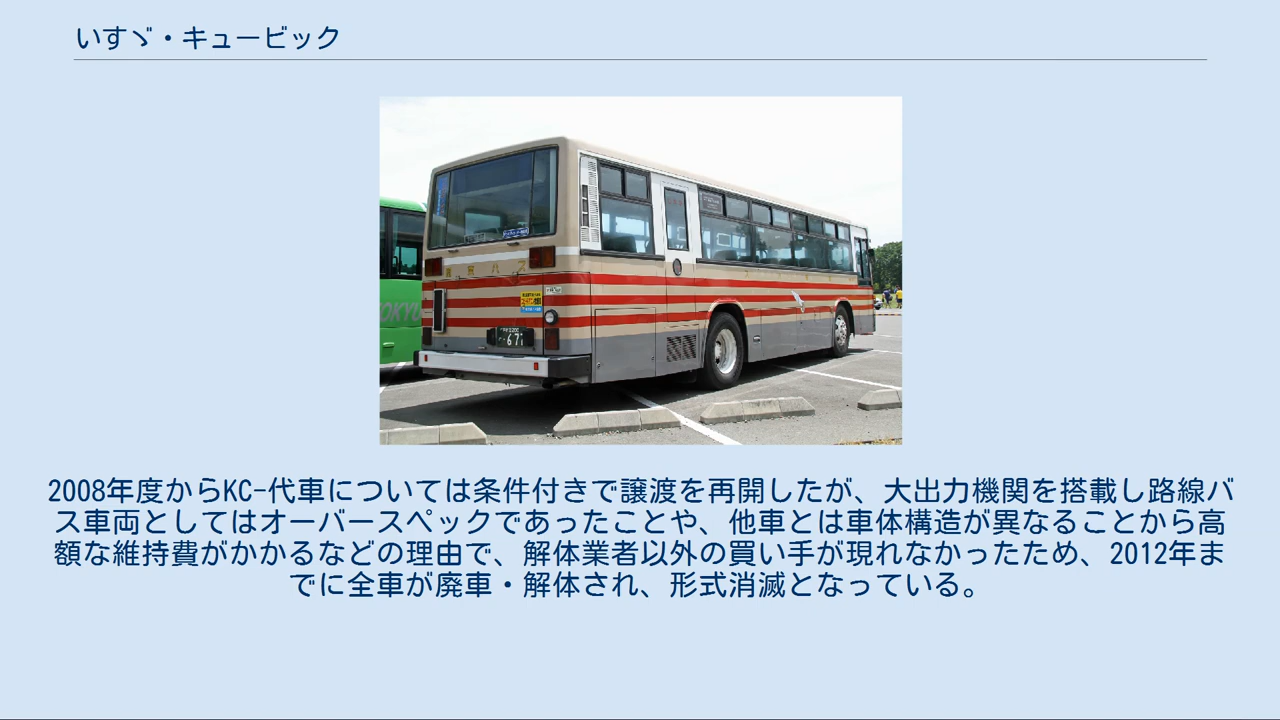 いすゞ・キュービック
TOKYU
671
2008年度からKC-代車については条件付きで譲渡を再開したが、大出力機関を搭載し路線バ
ス車両としてはオーバースペックであったことや、他車とは車体構造が異なることから高
額な維持費がかかるなどの理由で、解体業者以外の買い手が現れなかったため、2012年ま
でに全車が廃車・解体され、形式消滅となっている。